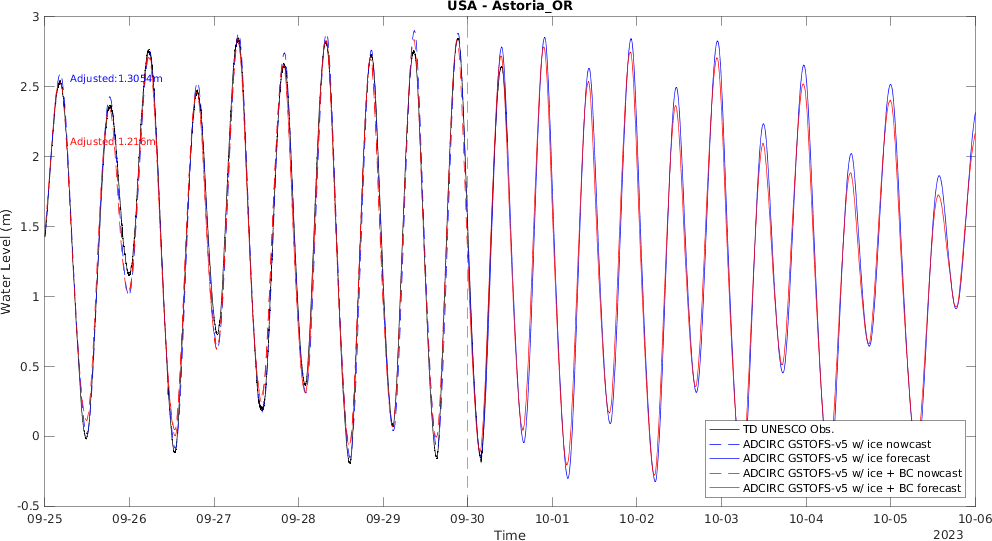 USA - Astoria_OR
3
2.5
2
1.5
1
0.5
0
-0.5
Water Level (m)
Adjusted:1.3054m
Adjusted:1.216m
TD UNESCO Obs.
ADCIRC GSTOFS-v5 w/ ice nowcast
ADCIRC GSTOFS-v5 w/ ice forecast
ADCIRC GSTOFS-v5 w/ ice + BC nowcast
ADCIRC GSTOFS-v5 w/ ice + BC forecast
09-25 09-26 09-27 09-28 09-29 09-30 10-01 10-02 10-03 10-04 10-05 10-06
Time
2023